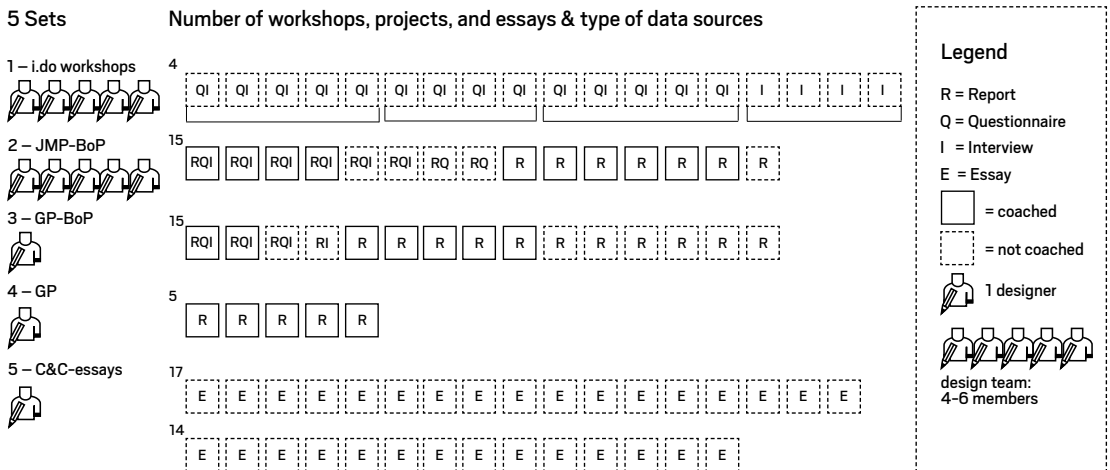 5 Sets
Number of workshops, projects, and essays & type of data sources
1 – i.do workshops
4
QI QI QI QI QI QI QI QI QI QI QI QI QI QI I I I I
2 – JMP-BoP
15
RQI RQI RQI RQI RQI RQI RQ RQ R R R R R R R
3 – GP-BoP
15
RQI RQI RQI RI R R R R R R R R R R R
4 – GP
5
R R R R R
5 – C&C-essays
17
E E E E E E E E E E E E E E E E E
14
E E E E E E E E E E E E E E
Legend
R = Report
Q = Questionnaire
I = Interview
E = Essay
= coached
= not coached
1 designer
design team:
4-6 members